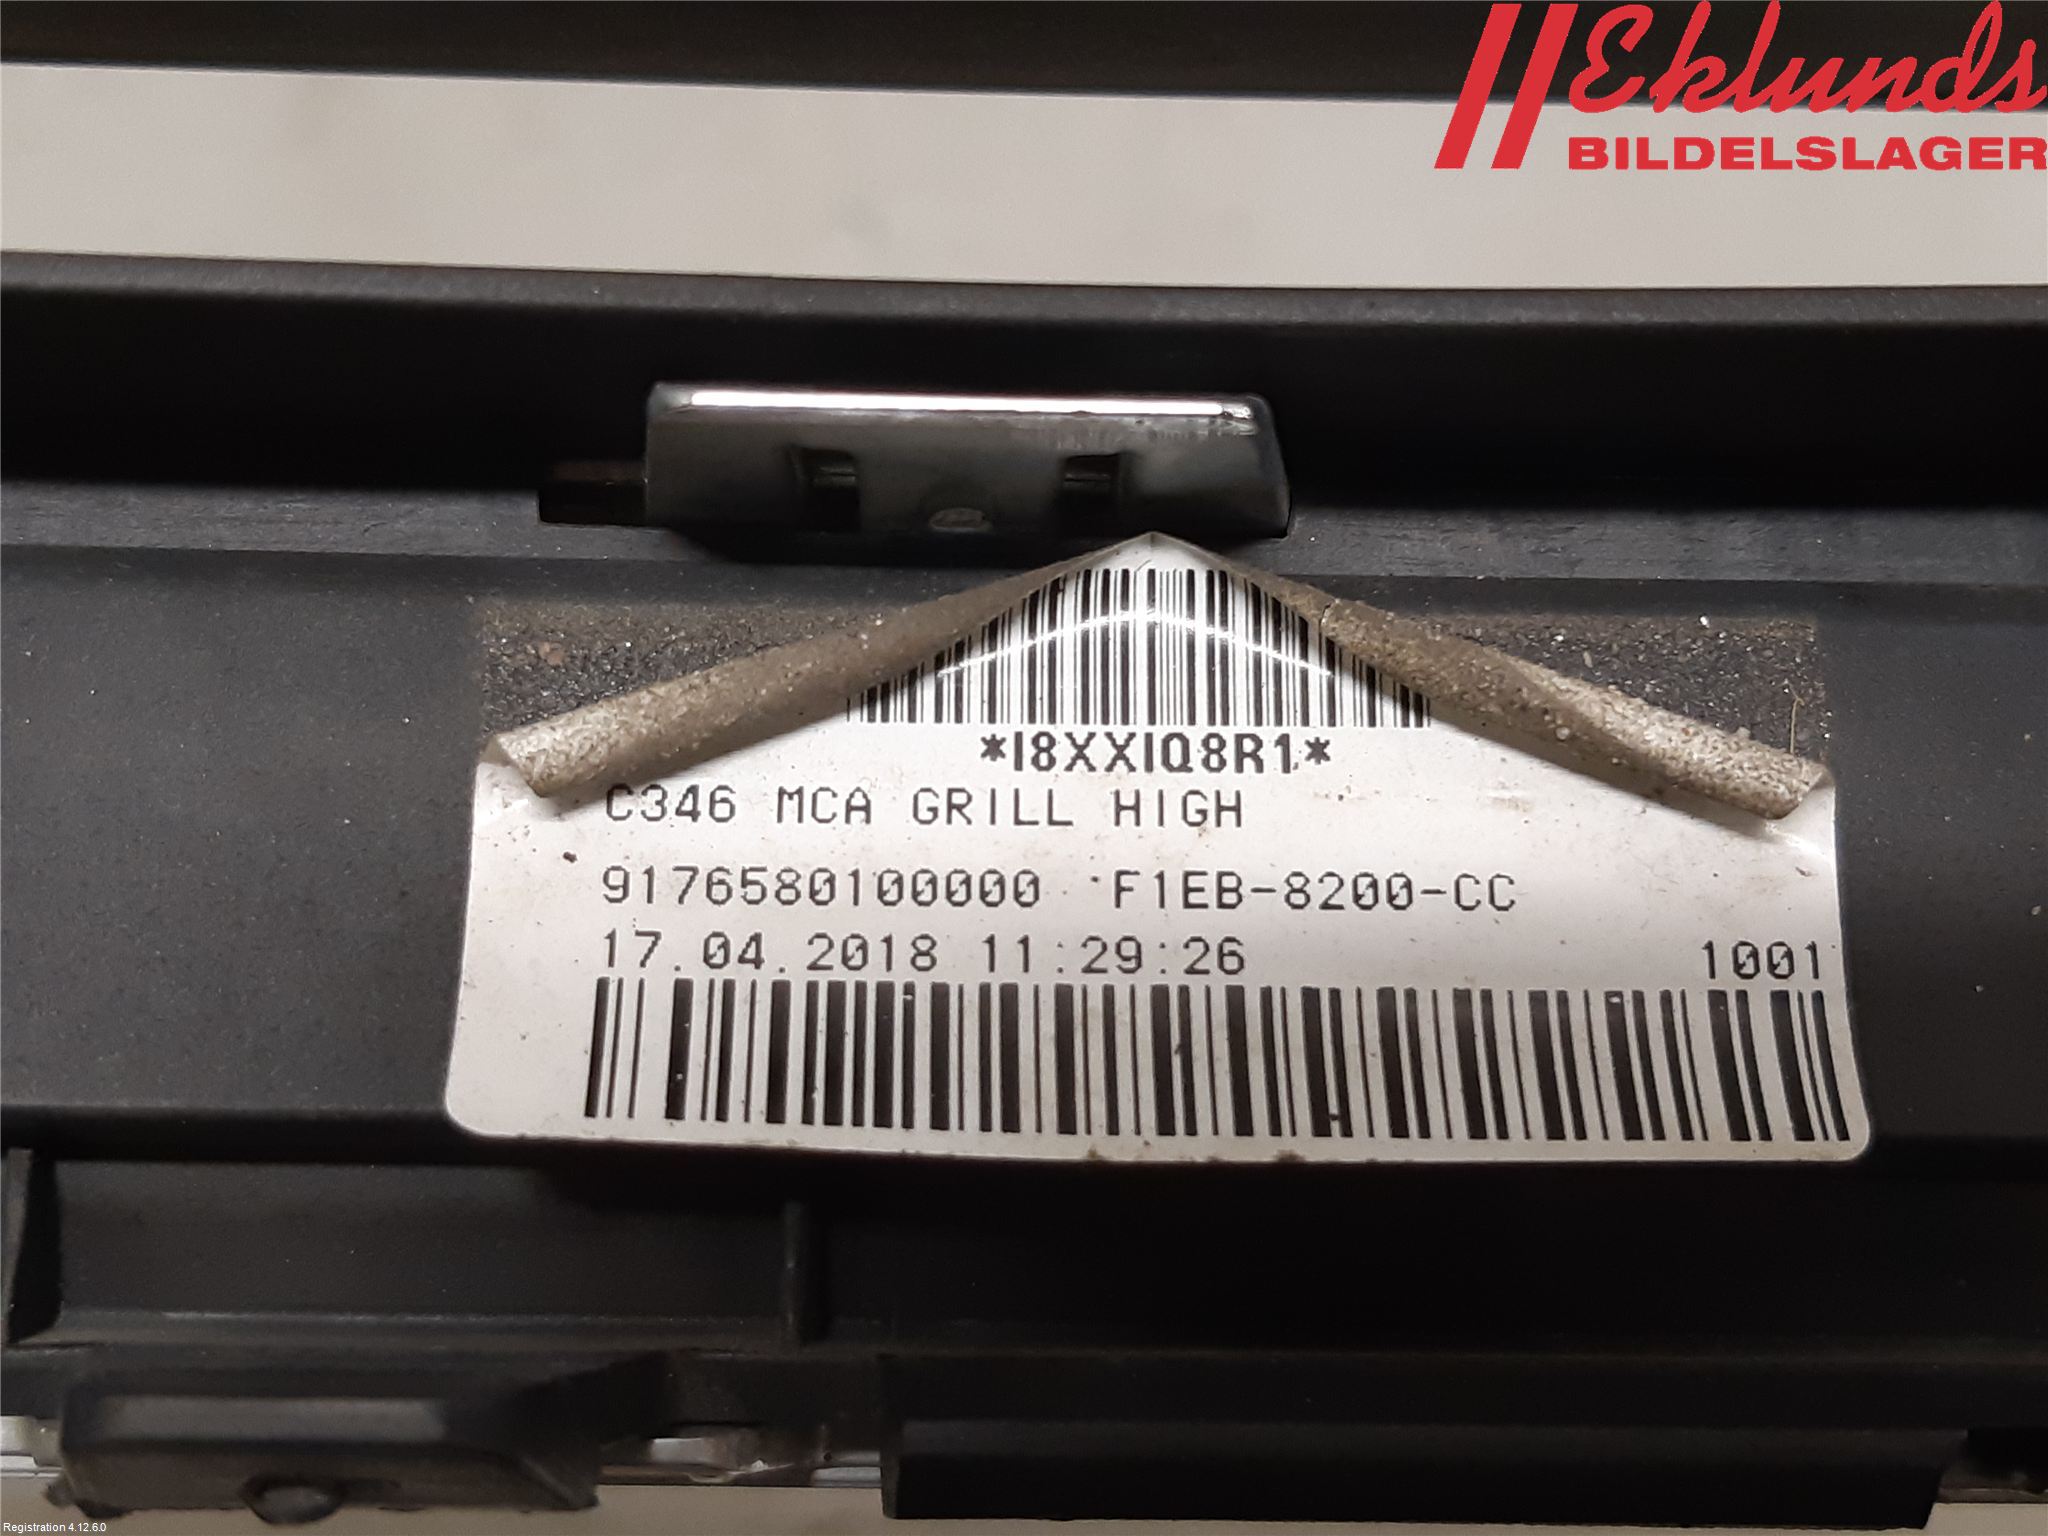 Eklunds
BILDELSLAGER
*I8XXIQ8R1*
C346 MCA GRILL HIGH
9176580100000 F1EB-8200-CC
17.04.2018 11:29:26 1001
Registration 4.12.6.0